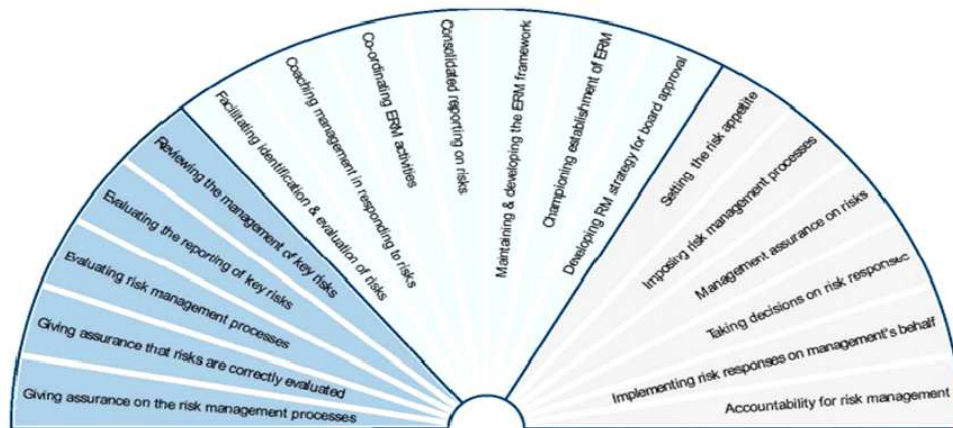 Giving assurance on the risk management processes
Giving assurance that risks are correctly evaluated
Evaluating risk management processes
Evaluating the reporting of key risks
Reviewing the management of key risks
Facilitating identification & evaluation of risks
Coaching management in responding to risks
Co-ordinating ERM activities
Consolidated reporting on risks
Maintaining & developing the ERM framework
Championing establishment of ERM
Developing RM strategy for board approval
Setting the risk appetite
Imposing risk management processes
Management assurance on risks
Taking decisions on risk responses
Implementing risk responses on management's behalf
Accountability for risk management